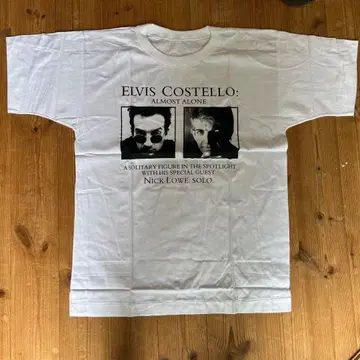 ELVIS COSTELLO:
ALMOST ALONE.
A SOLITARY FIGURE IN THE SPOTLIGHT
WITH HIS SPECIAL GUEST
NICK LOWE, SOLO.